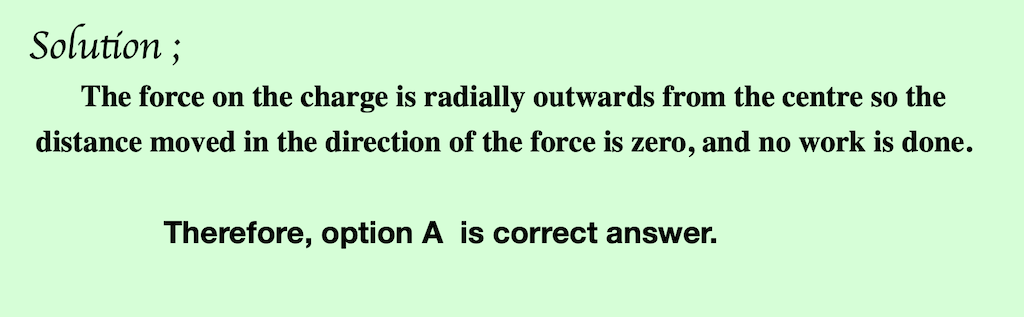 Solution ;
The force on the charge is radially outwards from the centre so the
distance moved in the direction of the force is zero, and no work is done.
Therefore, option A is correct answer.